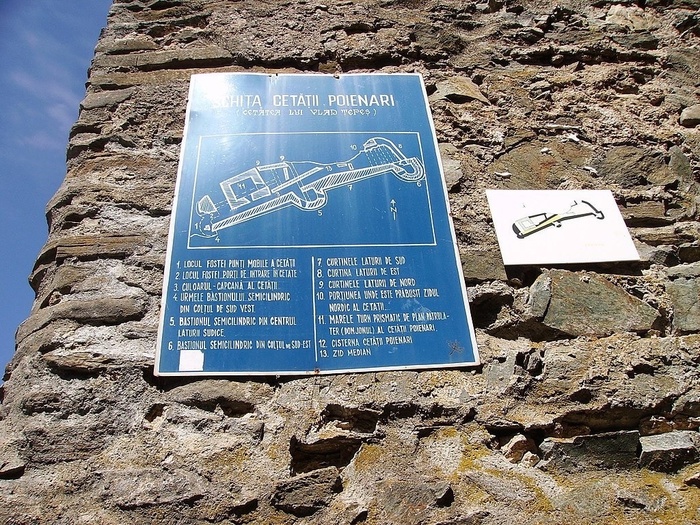 SCHIȚA CETĂȚII POENARI
(CETATEA LUI VLAD ȚEPEȘ)
1 LOCUL FOSTEI PUNȚI MOBILE A CETĂȚII
2 LOCUL FOSTEI PORȚI DE INTRARE ÎN CETATE
3 CULOARUL - CAPCANĂ AL CETĂȚII
4 URMELE BASTIONULUI SEMICILINDRIC
DIN COLȚUL DE SUD VEST
5 BASTIONUL SEMICILINDRIC DIN CENTRUL
LATURII SUDICE
6 BASTIONUL SEMICILINDRIC DIN COLȚUL DE SUD-EST
7 CURTINELE LATURII DE SUD
8 CURTINA LATURII DE EST
9 CURTINELE LATURII DE NORD
10 PORȚIUNEA UNDE ESTE PRĂBUȘIT ZIDUL
NORDIC AL CETĂȚII
11 MARELE TURN PRISMATIC DE PLAN PATRULA-
TER (DONJONUL) AL CETĂȚII POIENARI.
12 CISTERNA CETĂȚII POIENARI
13 ZID MEDIAN